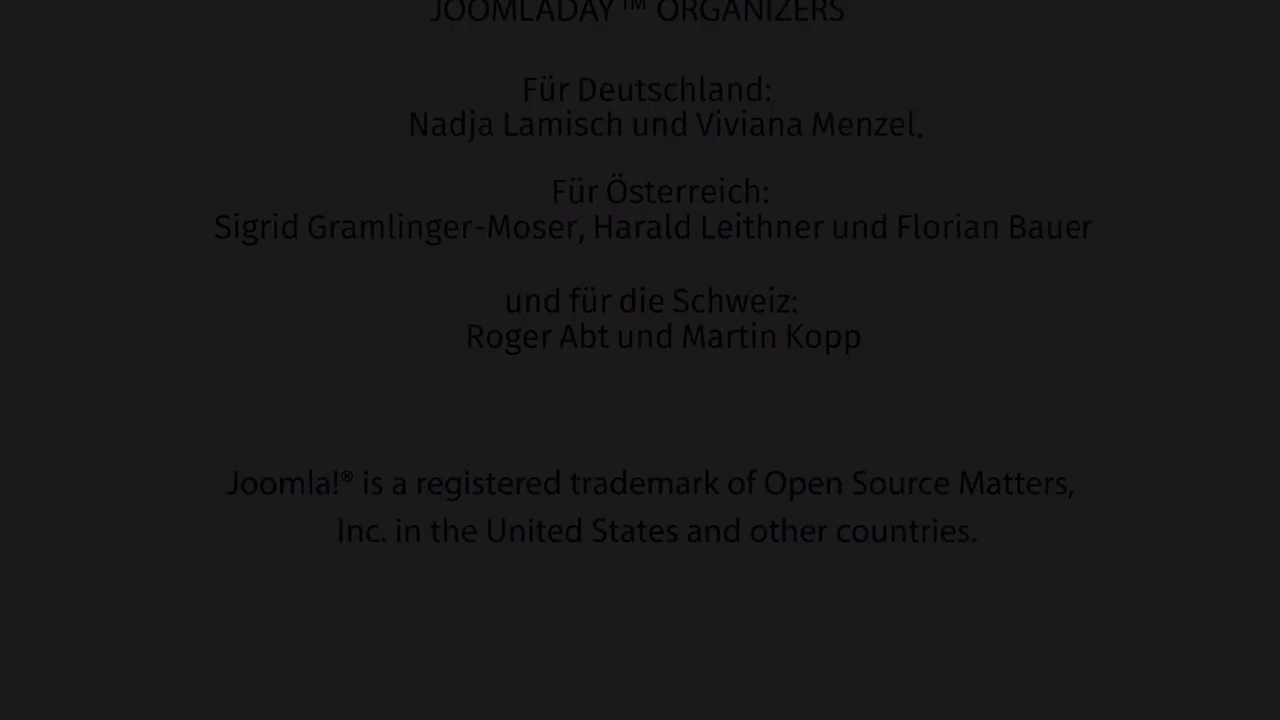 JOOMLADAY™ ORGANIZERS
Für Deutschland:
Nadja Lamisch und Viviana Menzel.
Für Österreich:
Sigrid Gramlinger-Moser, Harald Leithner und Florian Bauer
und für die Schweiz:
Roger Abt und Martin Kopp
Joomla!® is a registered trademark of Open Source Matters,
Inc. in the United States and other countries.